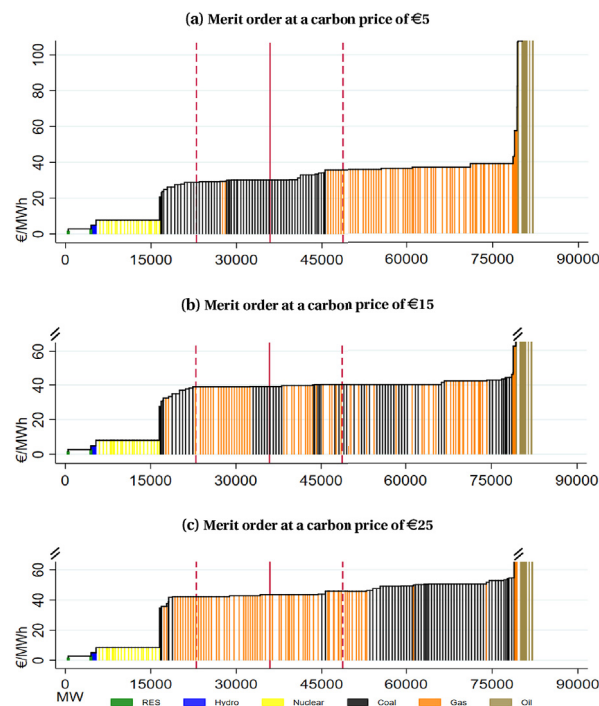 (a) Merit order at a carbon price of €5
100
80
60
40
20
0
€/MWh
0 15000 30000 45000 60000 75000 90000
(b) Merit order at a carbon price of €15
60
40
20
0
€/MWh
0 15000 30000 45000 60000 75000 90000
(c) Merit order at a carbon price of €25
60
40
20
0
€/MWh
0 15000 30000 45000 60000 75000 90000
MW
RES Hydro Nuclear Coal Gas Oil